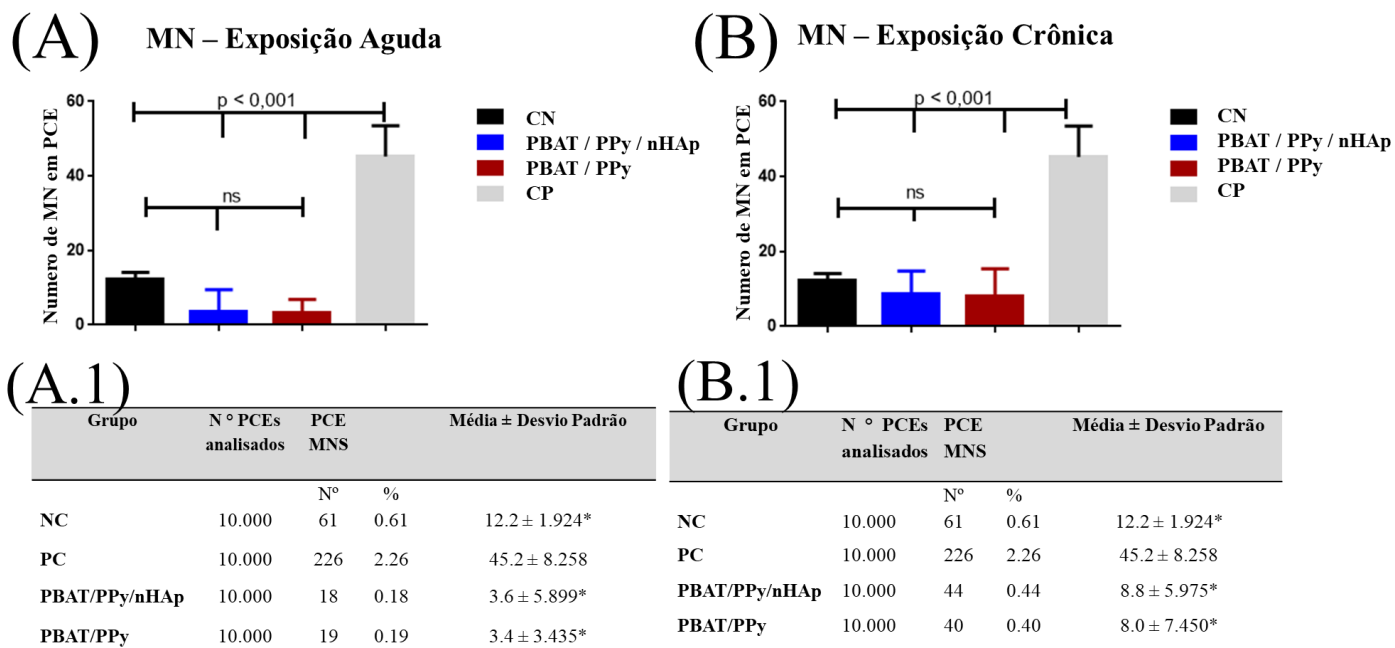 (A)
MN – Exposição Aguda
Numero de MN em PCE
60
40
20
0
p < 0,001
ns
CN
PBAT / PPy / nHAp
PBAT / PPy
CP
(B)
MN – Exposição Crônica
Numero de MN em PCE
60
40
20
0
p < 0,001
ns
CN
PBAT / PPy / nHAp
PBAT / PPy
CP
(A.1)
Grupo N ° PCEs PCE Média ± Desvio Padrão
analisados MNS
Nº %
NC 10.000 61 0.61 12.2 ± 1.924*
PC 10.000 226 2.26 45.2 ± 8.258
PBAT/PPy/nHAp 10.000 18 0.18 3.6 ± 5.899*
PBAT/PPy 10.000 19 0.19 3.4 ± 3.435*
(B.1)
Grupo N ° PCEs PCE Média ± Desvio Padrão
analisados MNS
Nº %
NC 10.000 61 0.61 12.2 ± 1.924*
PC 10.000 226 2.26 45.2 ± 8.258
PBAT/PPy/nHAp 10.000 44 0.44 8.8 ± 5.975*
PBAT/PPy 10.000 40 0.40 8.0 ± 7.450*